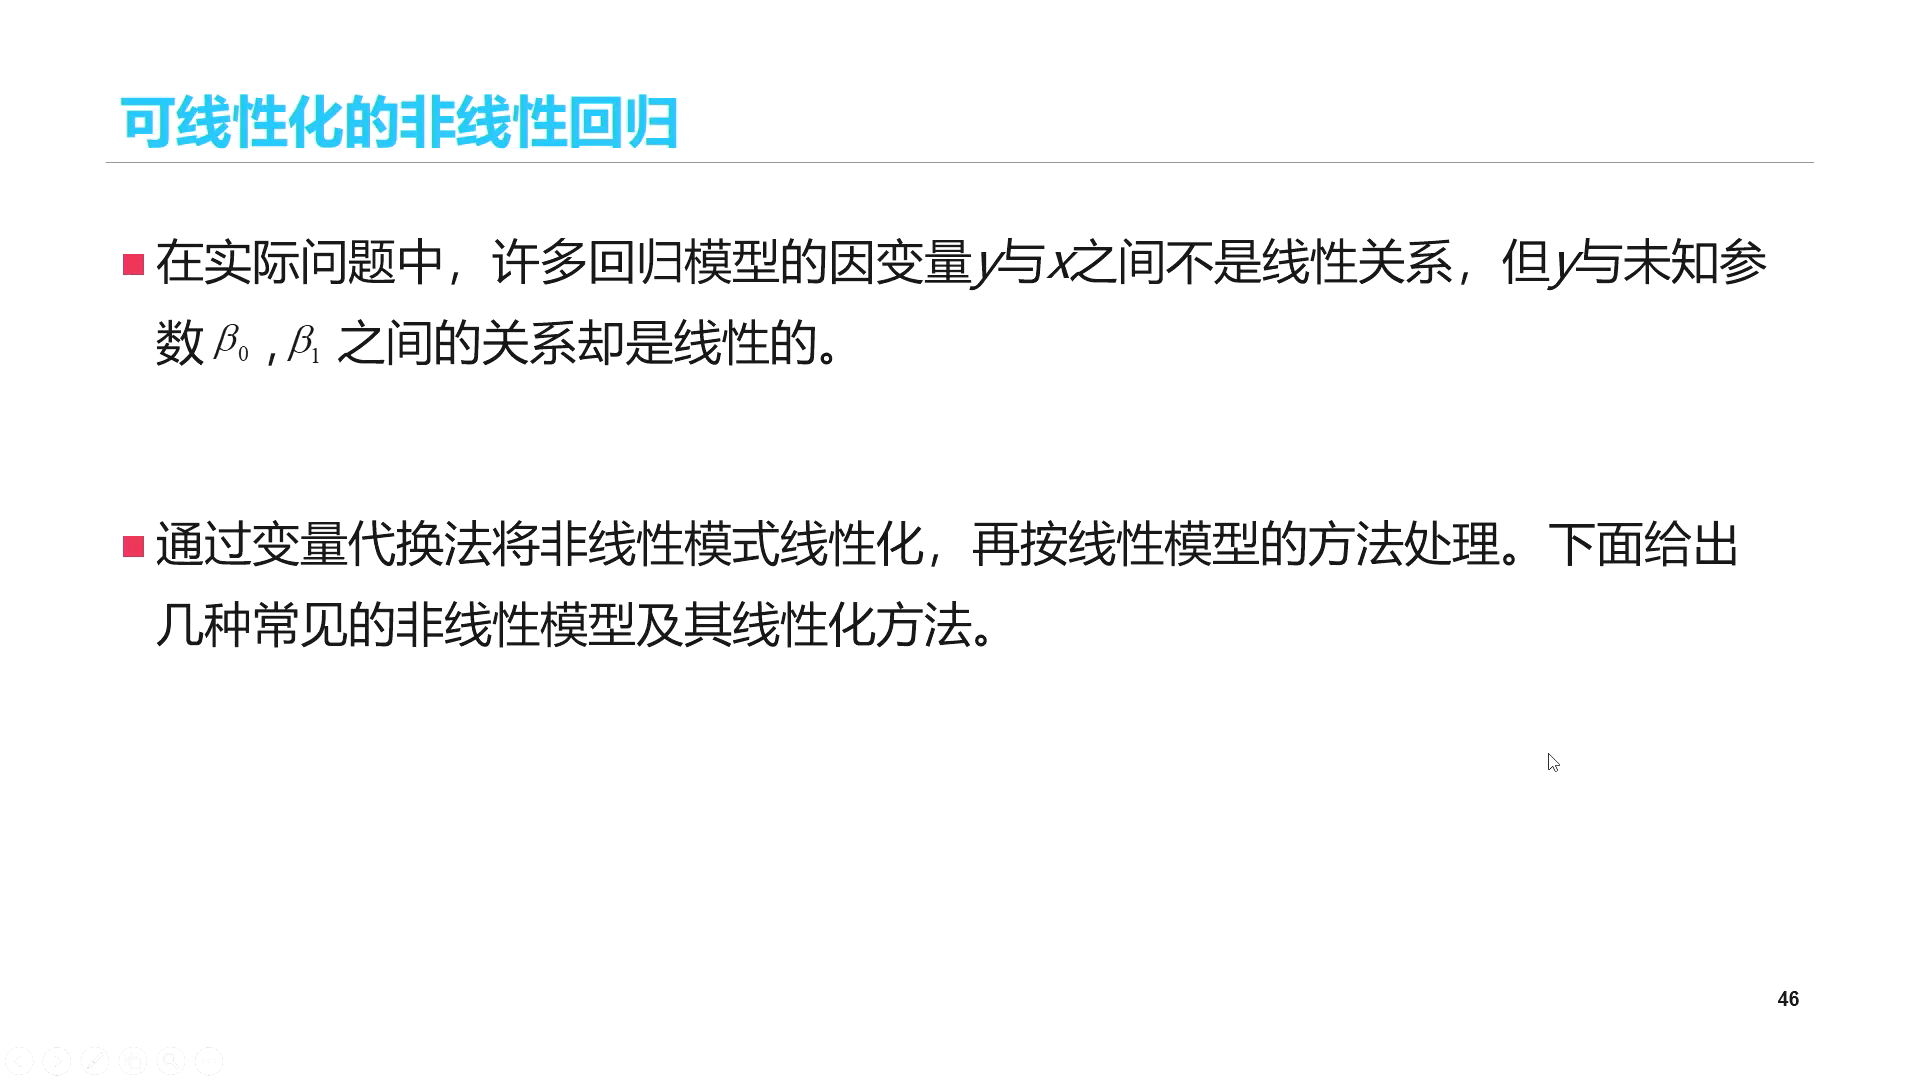 可线性化的非线性回归
在实际问题中，许多回归模型的因变量y与x之间不是线性关系，但y与未知参
数 β₀ , β₁ 之间的关系却是线性的。
通过变量代换法将非线性模式线性化，再按线性模型的方法处理。下面给出
几种常见的非线性模型及其线性化方法。
46